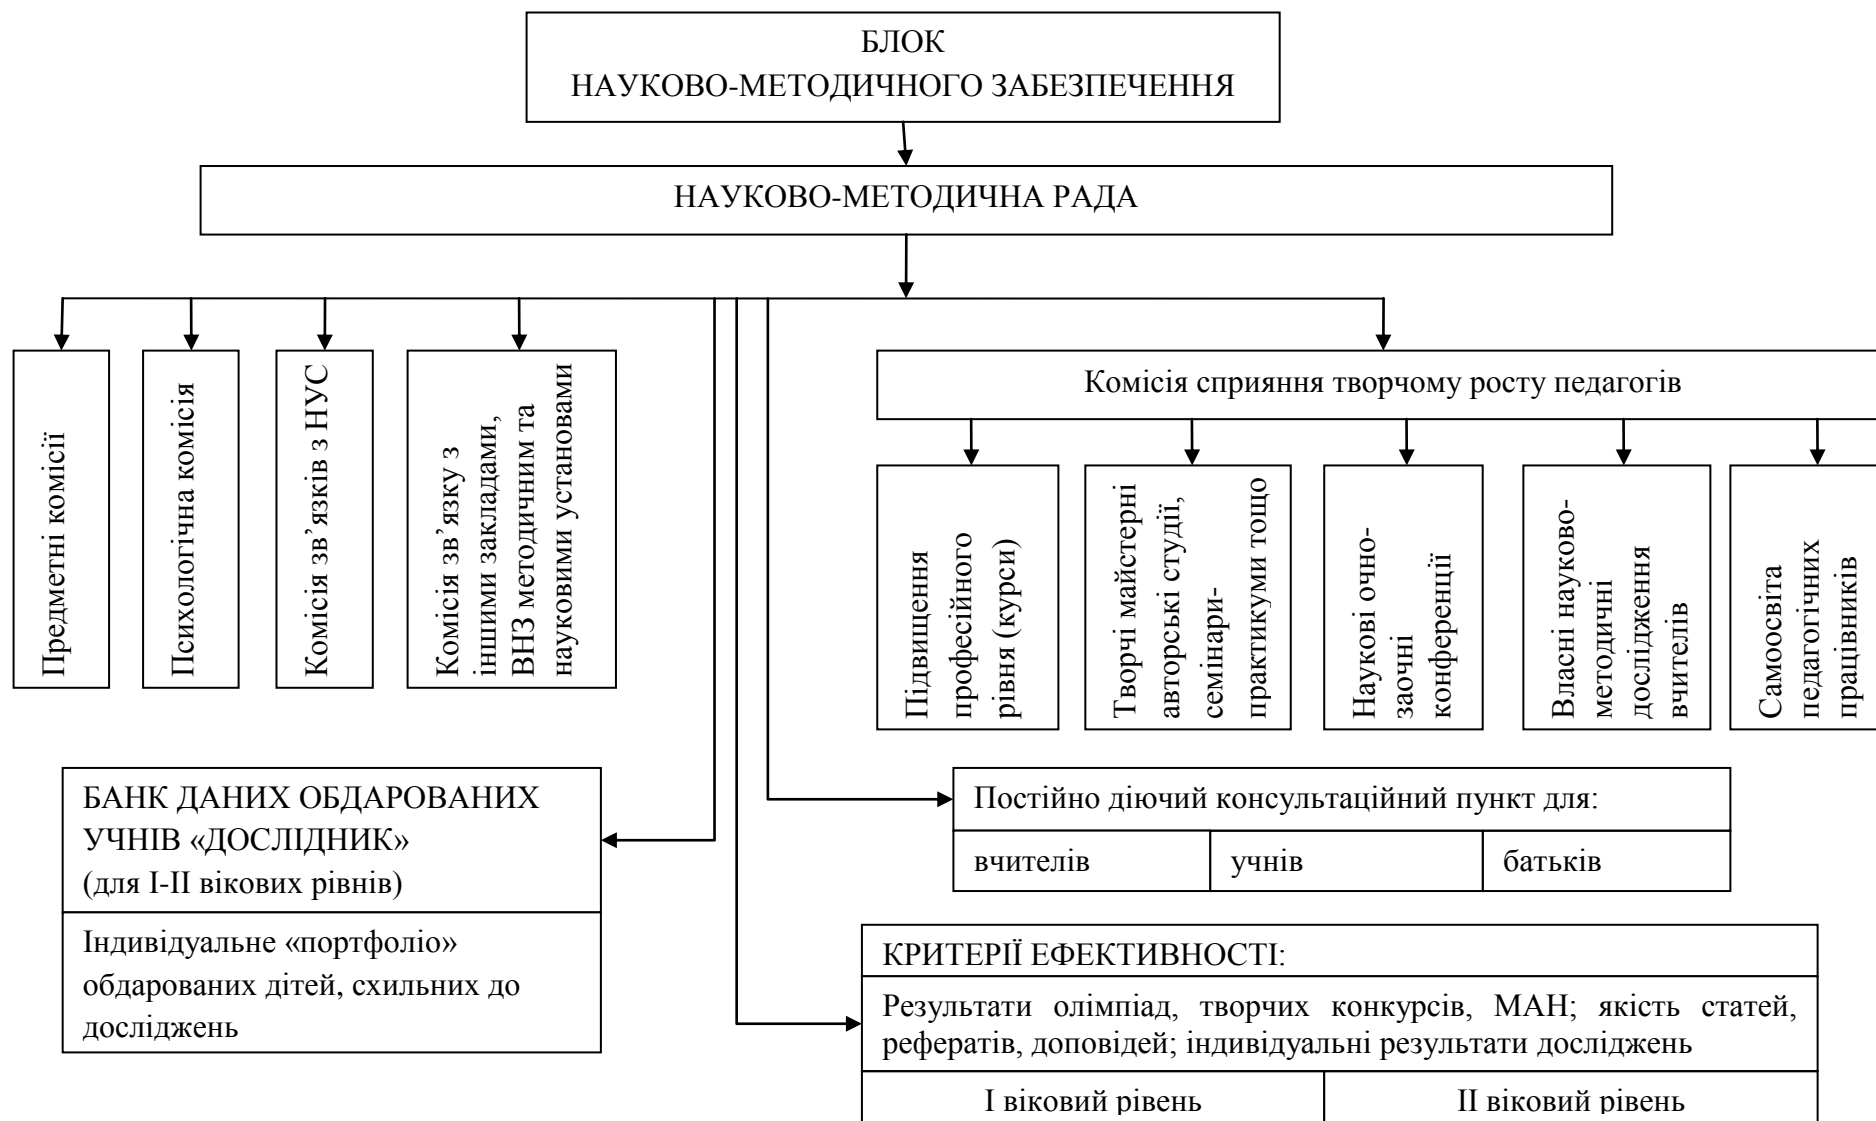 БЛОК
НАУКОВО-МЕТОДИЧНОГО ЗАБЕЗПЕЧЕННЯ
НАУКОВО-МЕТОДИЧНА РАДА
Предметні комісії
Психологічна комісія
Комісія зв’язків з НУС
Комісія зв’язку з
іншими закладами,
ВНЗ методичним та
науковими установами
Комісія сприяння творчому росту педагогів
Підвищення
професійного
рівня (курси)
Творчі майстерні
авторські студії,
семінари-
практикуми тощо
Наукові очно-
заочні
конференції
Власні науково-
методичні
дослідження
вчителів
Самоосвіта
педагогічних
працівників
БАНК ДАНИХ ОБДАРОВАНИХ
УЧНІВ «ДОСЛІДНИК»
(для І-ІІ вікових рівнів)
Індивідуальне «портфоліо»
обдарованих дітей, схильних до
досліджень
Постійно діючий консультаційний пункт для:
вчителів
учнів
батьків
КРИТЕРІЇ ЕФЕКТИВНОСТІ:
Результати олімпіад, творчих конкурсів, МАН; якість статей,
рефератів, доповідей; індивідуальні результати досліджень
І віковий рівень
ІІ віковий рівень